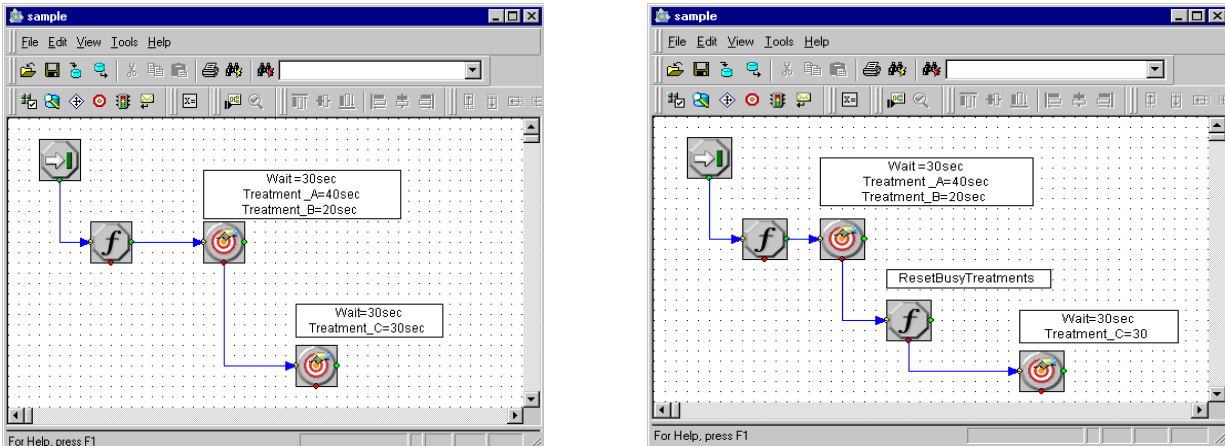 sample
File Edit View Tools Help
X=
Wait =30sec
Treatment _A=40sec
Treatment_B=20sec
f
Wait=30sec
Treatment_C=30sec
For Help, press F1
sample
File Edit View Tools Help
X=
Wait=30sec
Treatment _A=40sec
Treatment_B=20sec
f
ResetBusyTreatments
f
Wait=30sec
Treatment_C=30
For Help, press F1